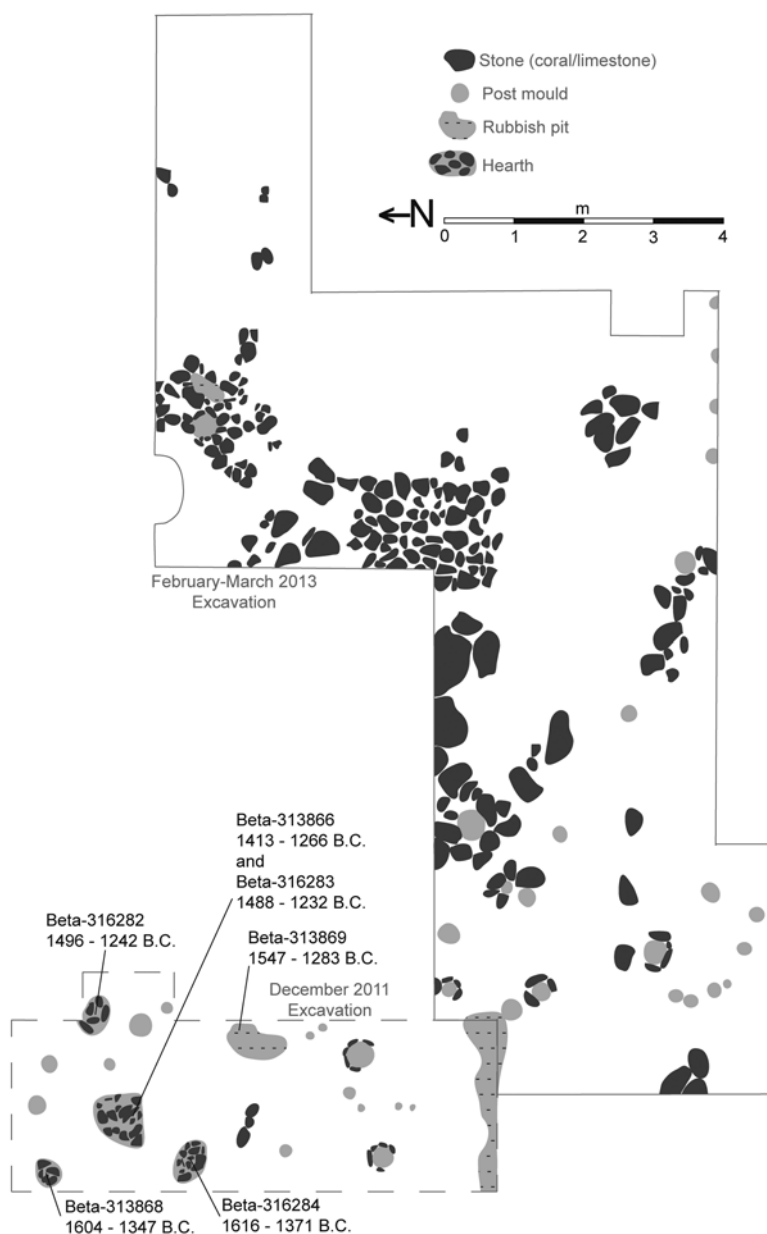 Stone (coral/limestone)
Post mould
Rubbish pit
Hearth
N
m
0 1 2 3 4
February-March 2013
Excavation
Beta-313866
1413 - 1266 B.C.
and
Beta-316283
1488 - 1232 B.C.
Beta-316282
1496 - 1242 B.C.
Beta-313869
1547 - 1283 B.C.
December 2011
Excavation
Beta-313868
1604 - 1347 B.C.
Beta-316284
1616 - 1371 B.C.